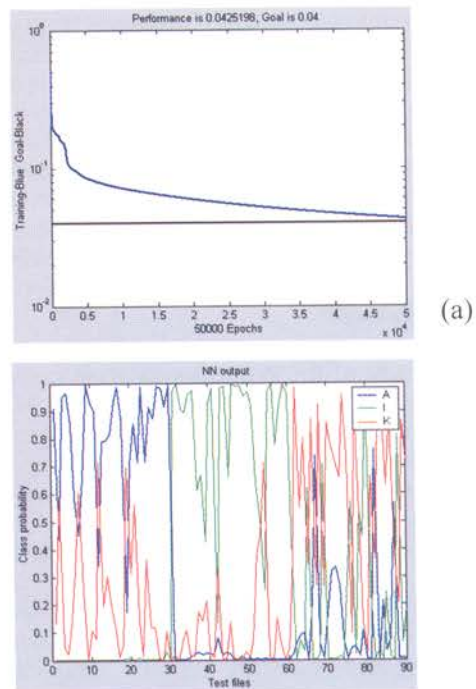 Performance is 0.0425198, Goal is 0.04
10^0
10^-1
10^-2
Training-Blue Goal-Black
0 0.5 1 1.5 2 2.5 3 3.5 4 4.5 5
x 10^4
50000 Epochs
(a)
NN output
1
0.9
0.8
0.7
0.6
0.5
0.4
0.3
0.2
0.1
0
Class probability
A
I
K
0 10 20 30 40 50 60 70 80 90
Test files